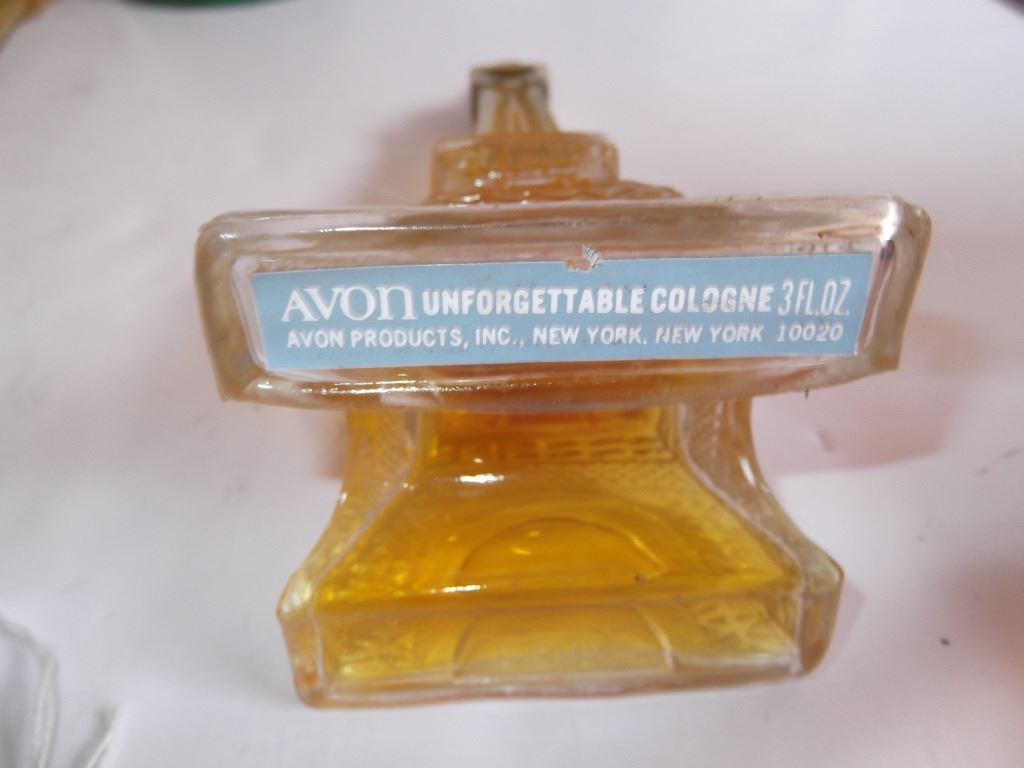 AVON UNFORGETTABLE COLOGNE 3 FL.OZ.
AVON PRODUCTS, INC., NEW YORK, NEW YORK 10020